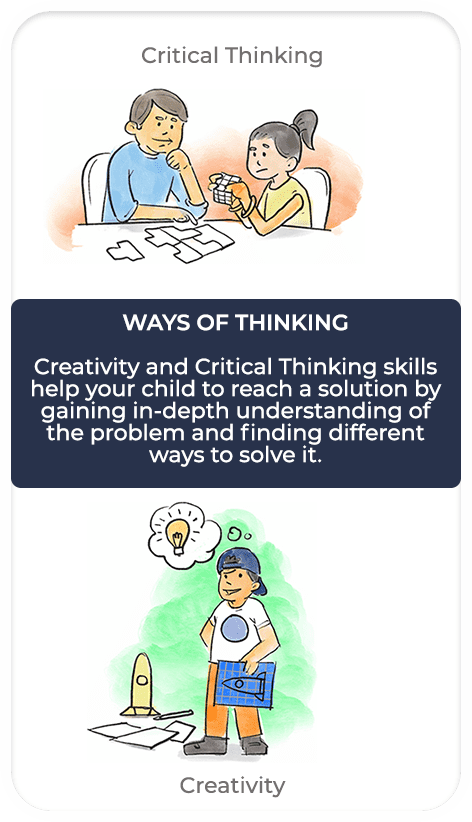 Critical Thinking
WAYS OF THINKING
Creativity and Critical Thinking skills
help your child to reach a solution by
gaining in-depth understanding of
the problem and finding different
ways to solve it.
Creativity